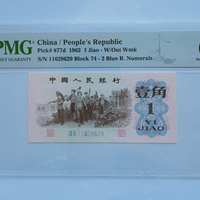 PMG
China / People's Republic
Pick# 877d 1962 1 Jiao - W/Out Wmk
S/N 11629629 Block 74 - 2 Blue R. Numerals
中国人民银行
壹角
1
YI
JIAO